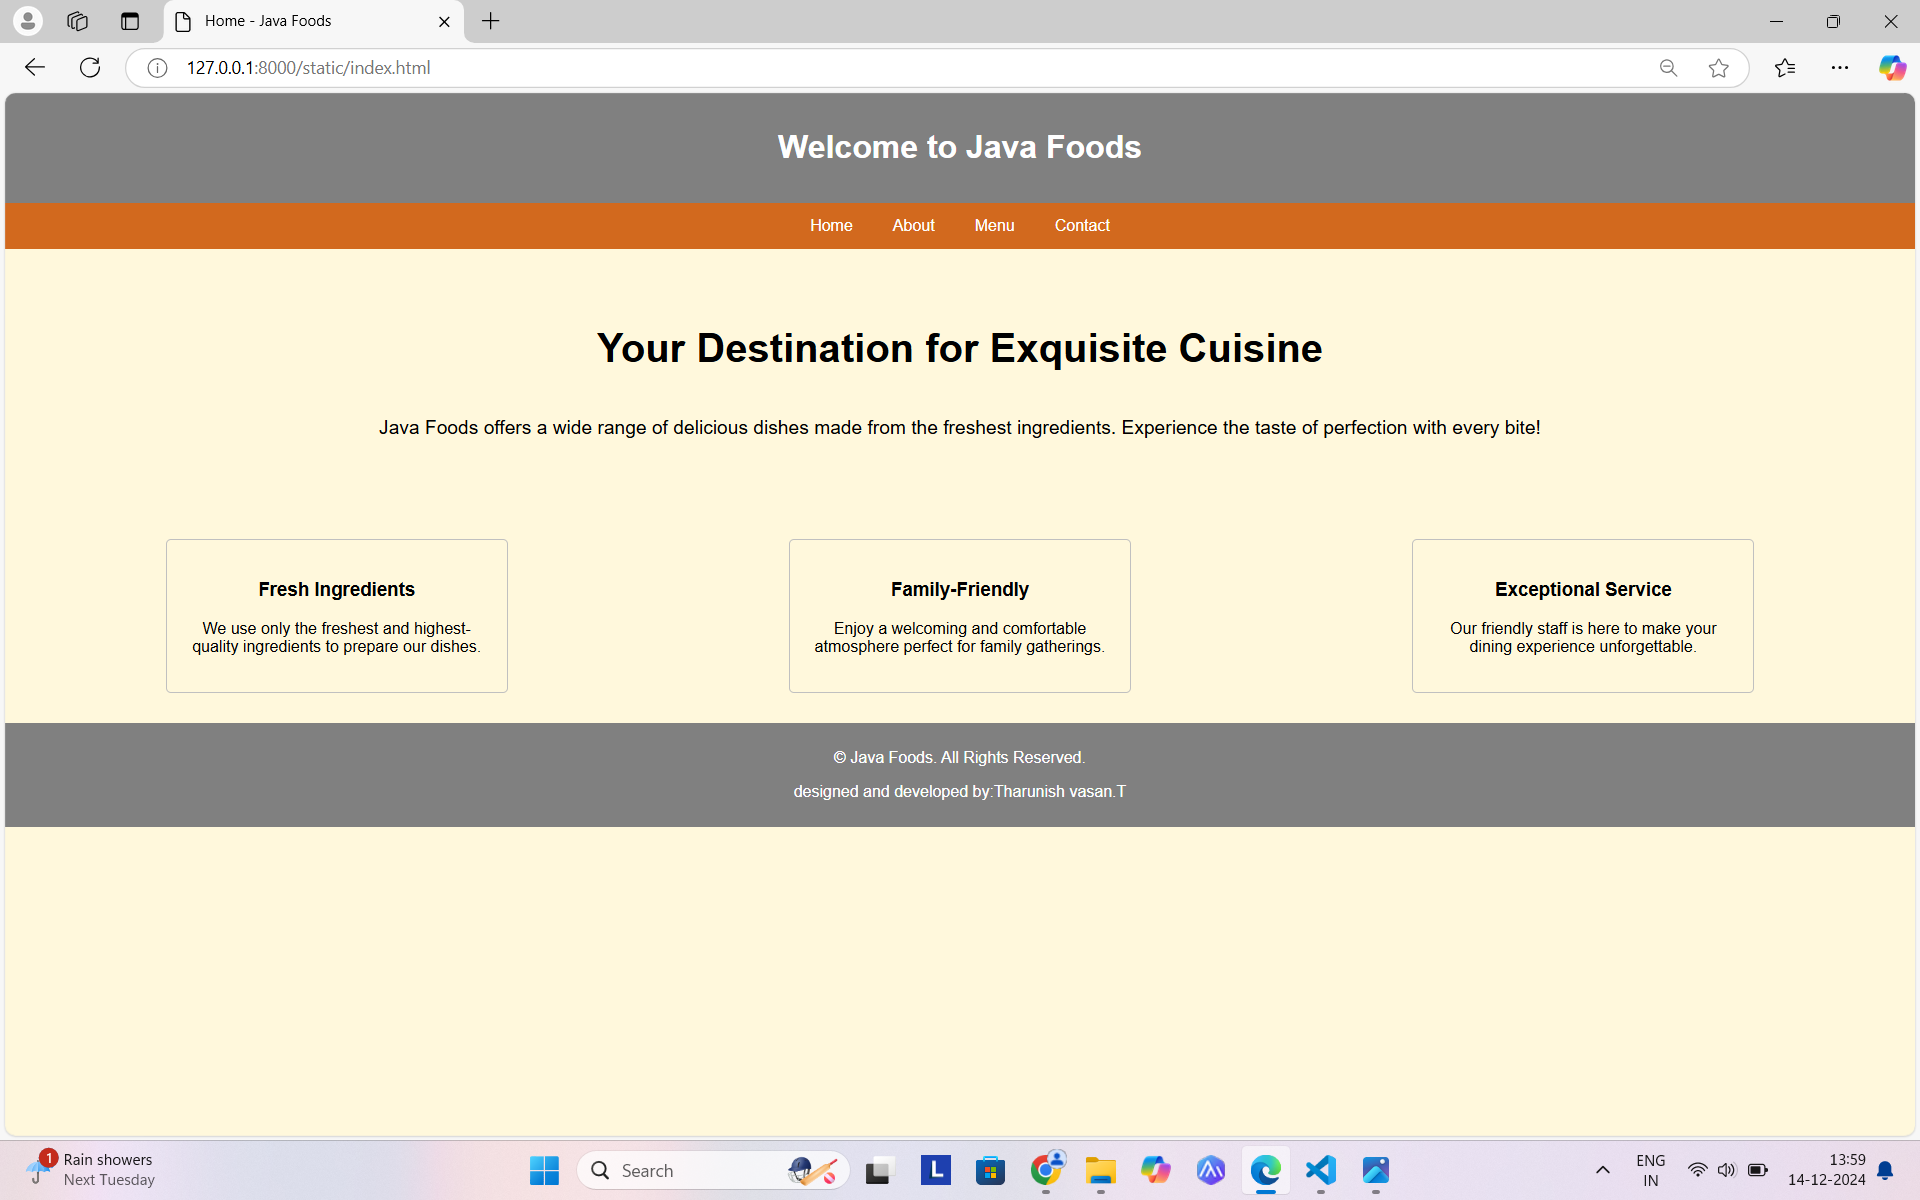 Home - Java Foods
127.0.0.1:8000/static/index.html
Welcome to Java Foods
Home About Menu Contact
Your Destination for Exquisite Cuisine
Java Foods offers a wide range of delicious dishes made from the freshest ingredients. Experience the taste of perfection with every bite!
Fresh Ingredients
We use only the freshest and highest-
quality ingredients to prepare our dishes.
Family-Friendly
Enjoy a welcoming and comfortable
atmosphere perfect for family gatherings.
Exceptional Service
Our friendly staff is here to make your
dining experience unforgettable.
© Java Foods. All Rights Reserved.
designed and developed by:Tharunish vasan.T
1
Rain showers
Next Tuesday
Search
L
ENG
IN
13:59
14-12-2024